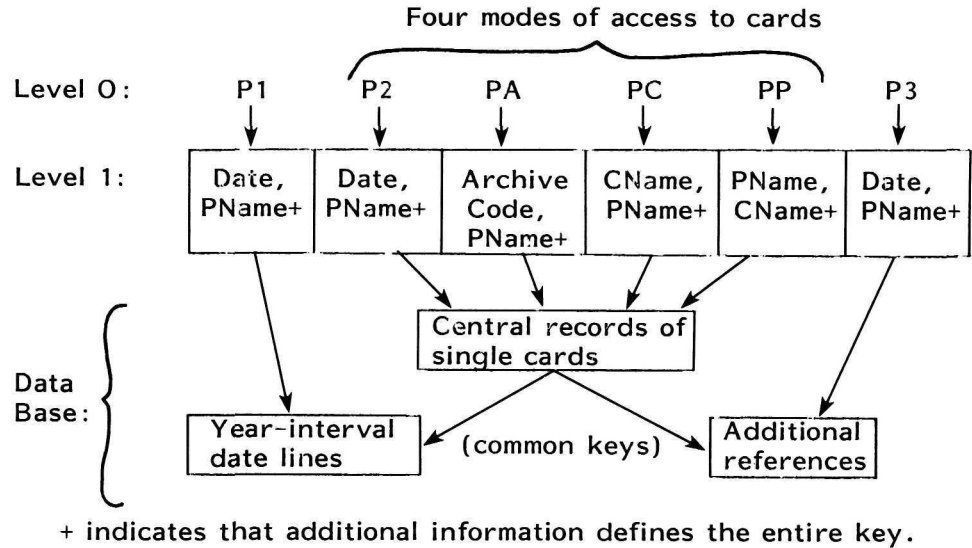 Four modes of access to cards
Level 0: P1 P2 PA PC PP P3
Level 1:
Date,
PName+
Date,
PName+
Archive
Code,
PName+
CName,
PName+
PName,
CName+
Date,
PName+
Central records of
single cards
Data
Base:
Year-interval
date lines
(common keys)
Additional
references
+ indicates that additional information defines the entire key.